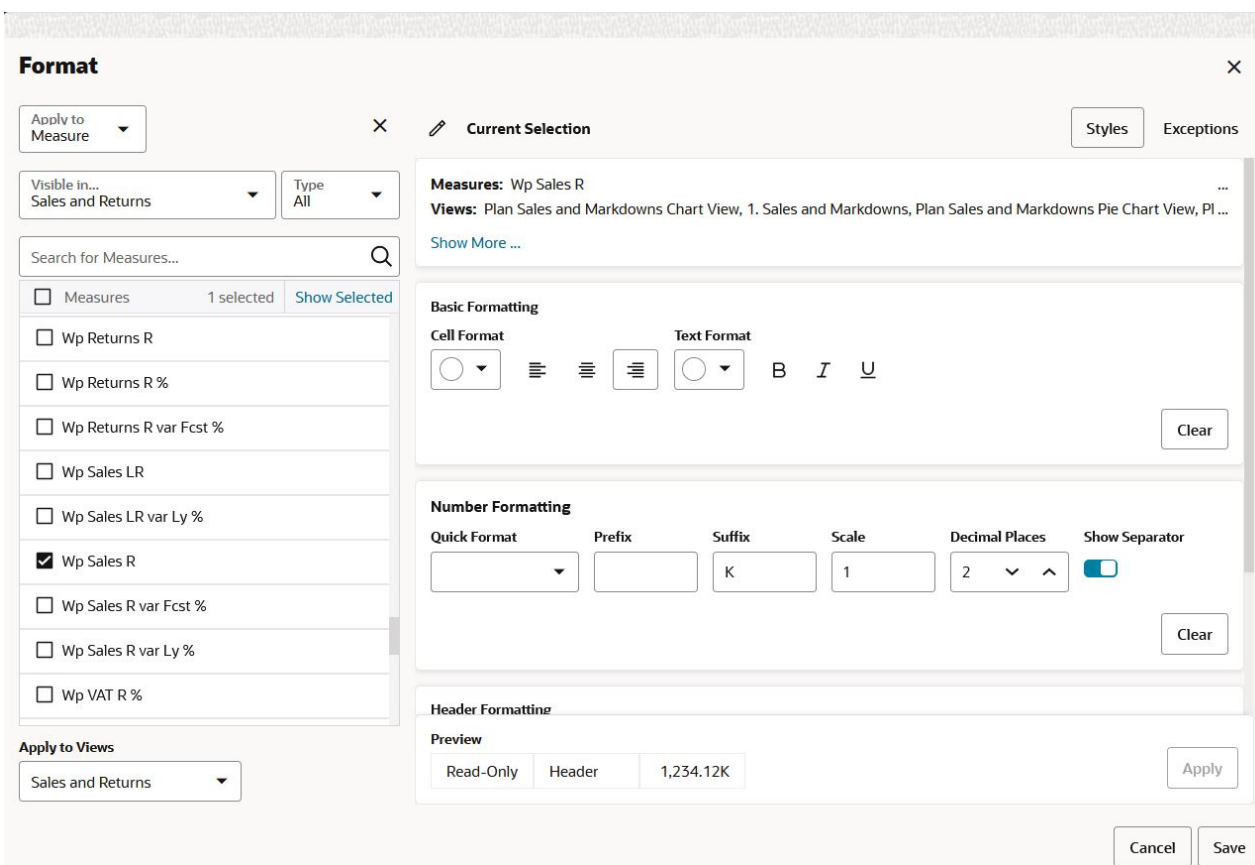 Format
Apply to
Measure
Current Selection
Styles
Exceptions
Visible in...
Sales and Returns
Type
All
Measures: Wp Sales R
...
Views: Plan Sales and Markdowns Chart View, 1. Sales and Markdowns, Plan Sales and Markdowns Pie Chart View, Pl ...
Show More ...
Search for Measures...
Measures
1 selected
Show Selected
Wp Returns R
Wp Returns R %
Wp Returns R var Fcst %
Wp Sales LR
Wp Sales LR var Ly %
Wp Sales R
Wp Sales R var Fcst %
Wp Sales R var Ly %
Wp VAT R %
Apply to Views
Sales and Returns
Basic Formatting
Cell Format
Text Format
B I U
Clear
Number Formatting
Quick Format
Prefix
Suffix
Scale
Decimal Places
Show Separator
K
1
2
Clear
Header Formatting
Preview
Read-Only
Header
1,234.12K
Apply
Cancel
Save